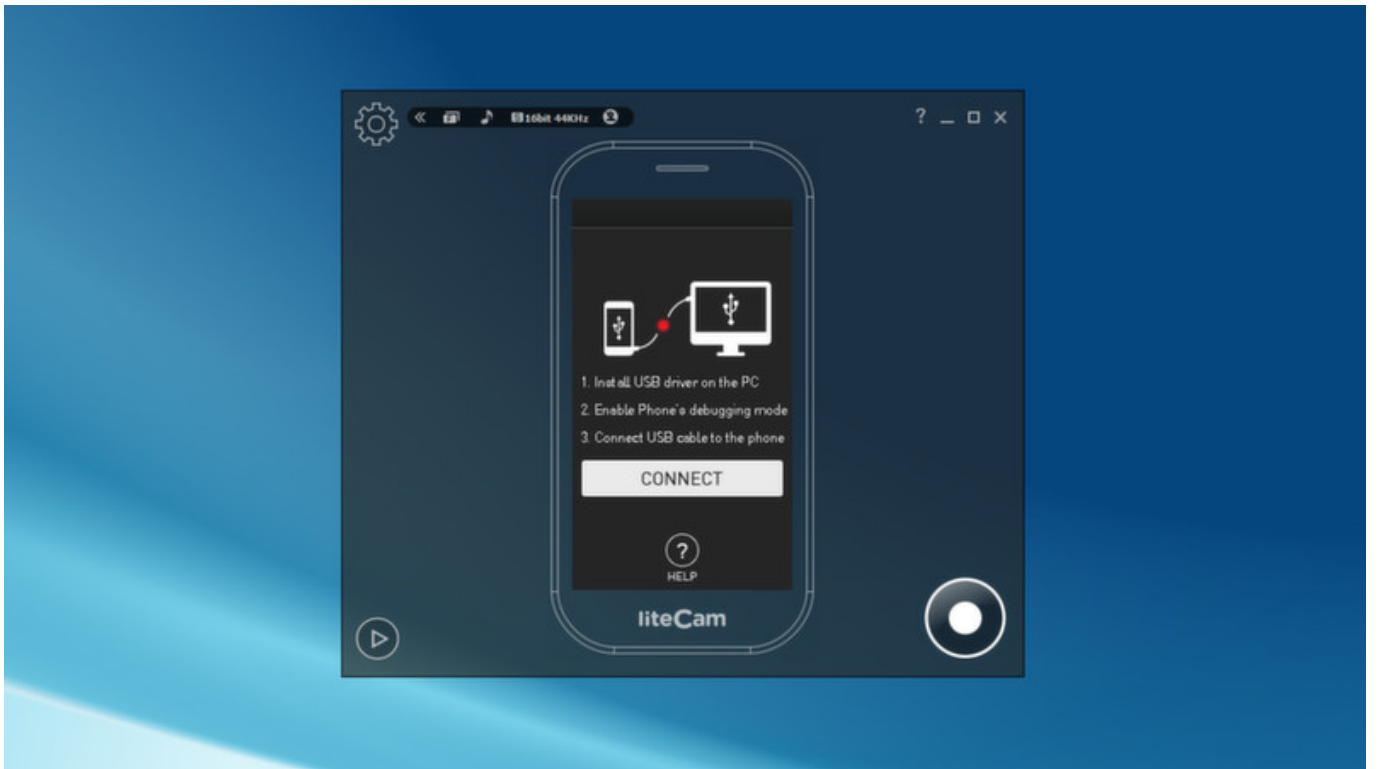 16bit 44KHz
?
1. Install USB driver on the PC
2. Enable Phone's debugging mode
3. Connect USB cable to the phone
CONNECT
?
HELP
liteCam